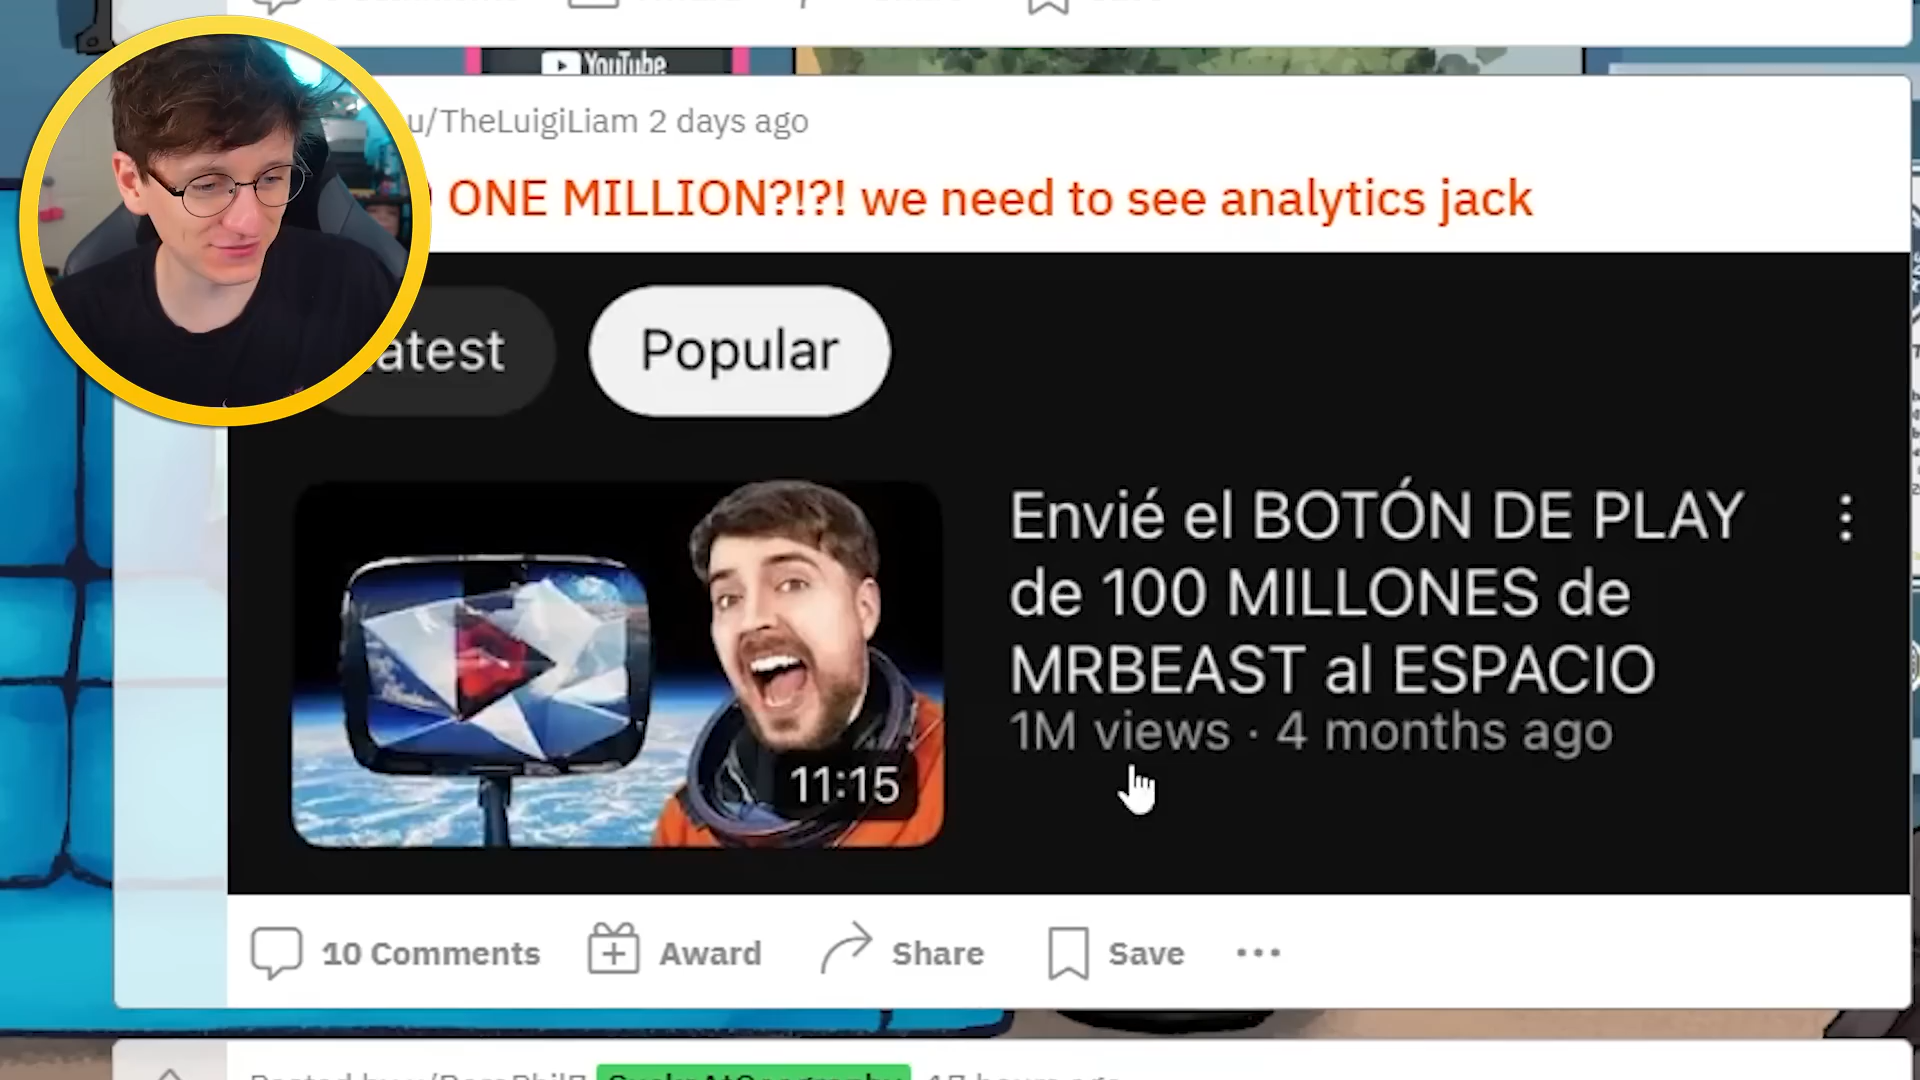 YouTube
u/TheLuigiLiam 2 days ago
ONE MILLION?!?! we need to see analytics jack
Popular
Envié el BOTÓN DE PLAY
de 100 MILLONES de
MRBEAST al ESPACIO
1M views · 4 months ago
11:15
10 Comments
Award
Share
Save